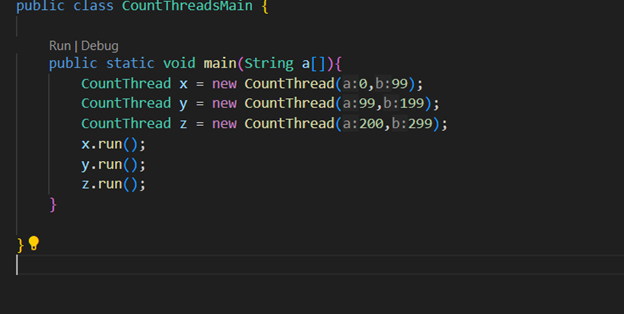 public class CountThreadsMain {
Run | Debug
public static void main(String a[]){
CountThread x = new CountThread(a:0,b:99);
CountThread y = new CountThread(a:99,b:199);
CountThread z = new CountThread(a:200,b:299);
x.run();
y.run();
z.run();
}
}